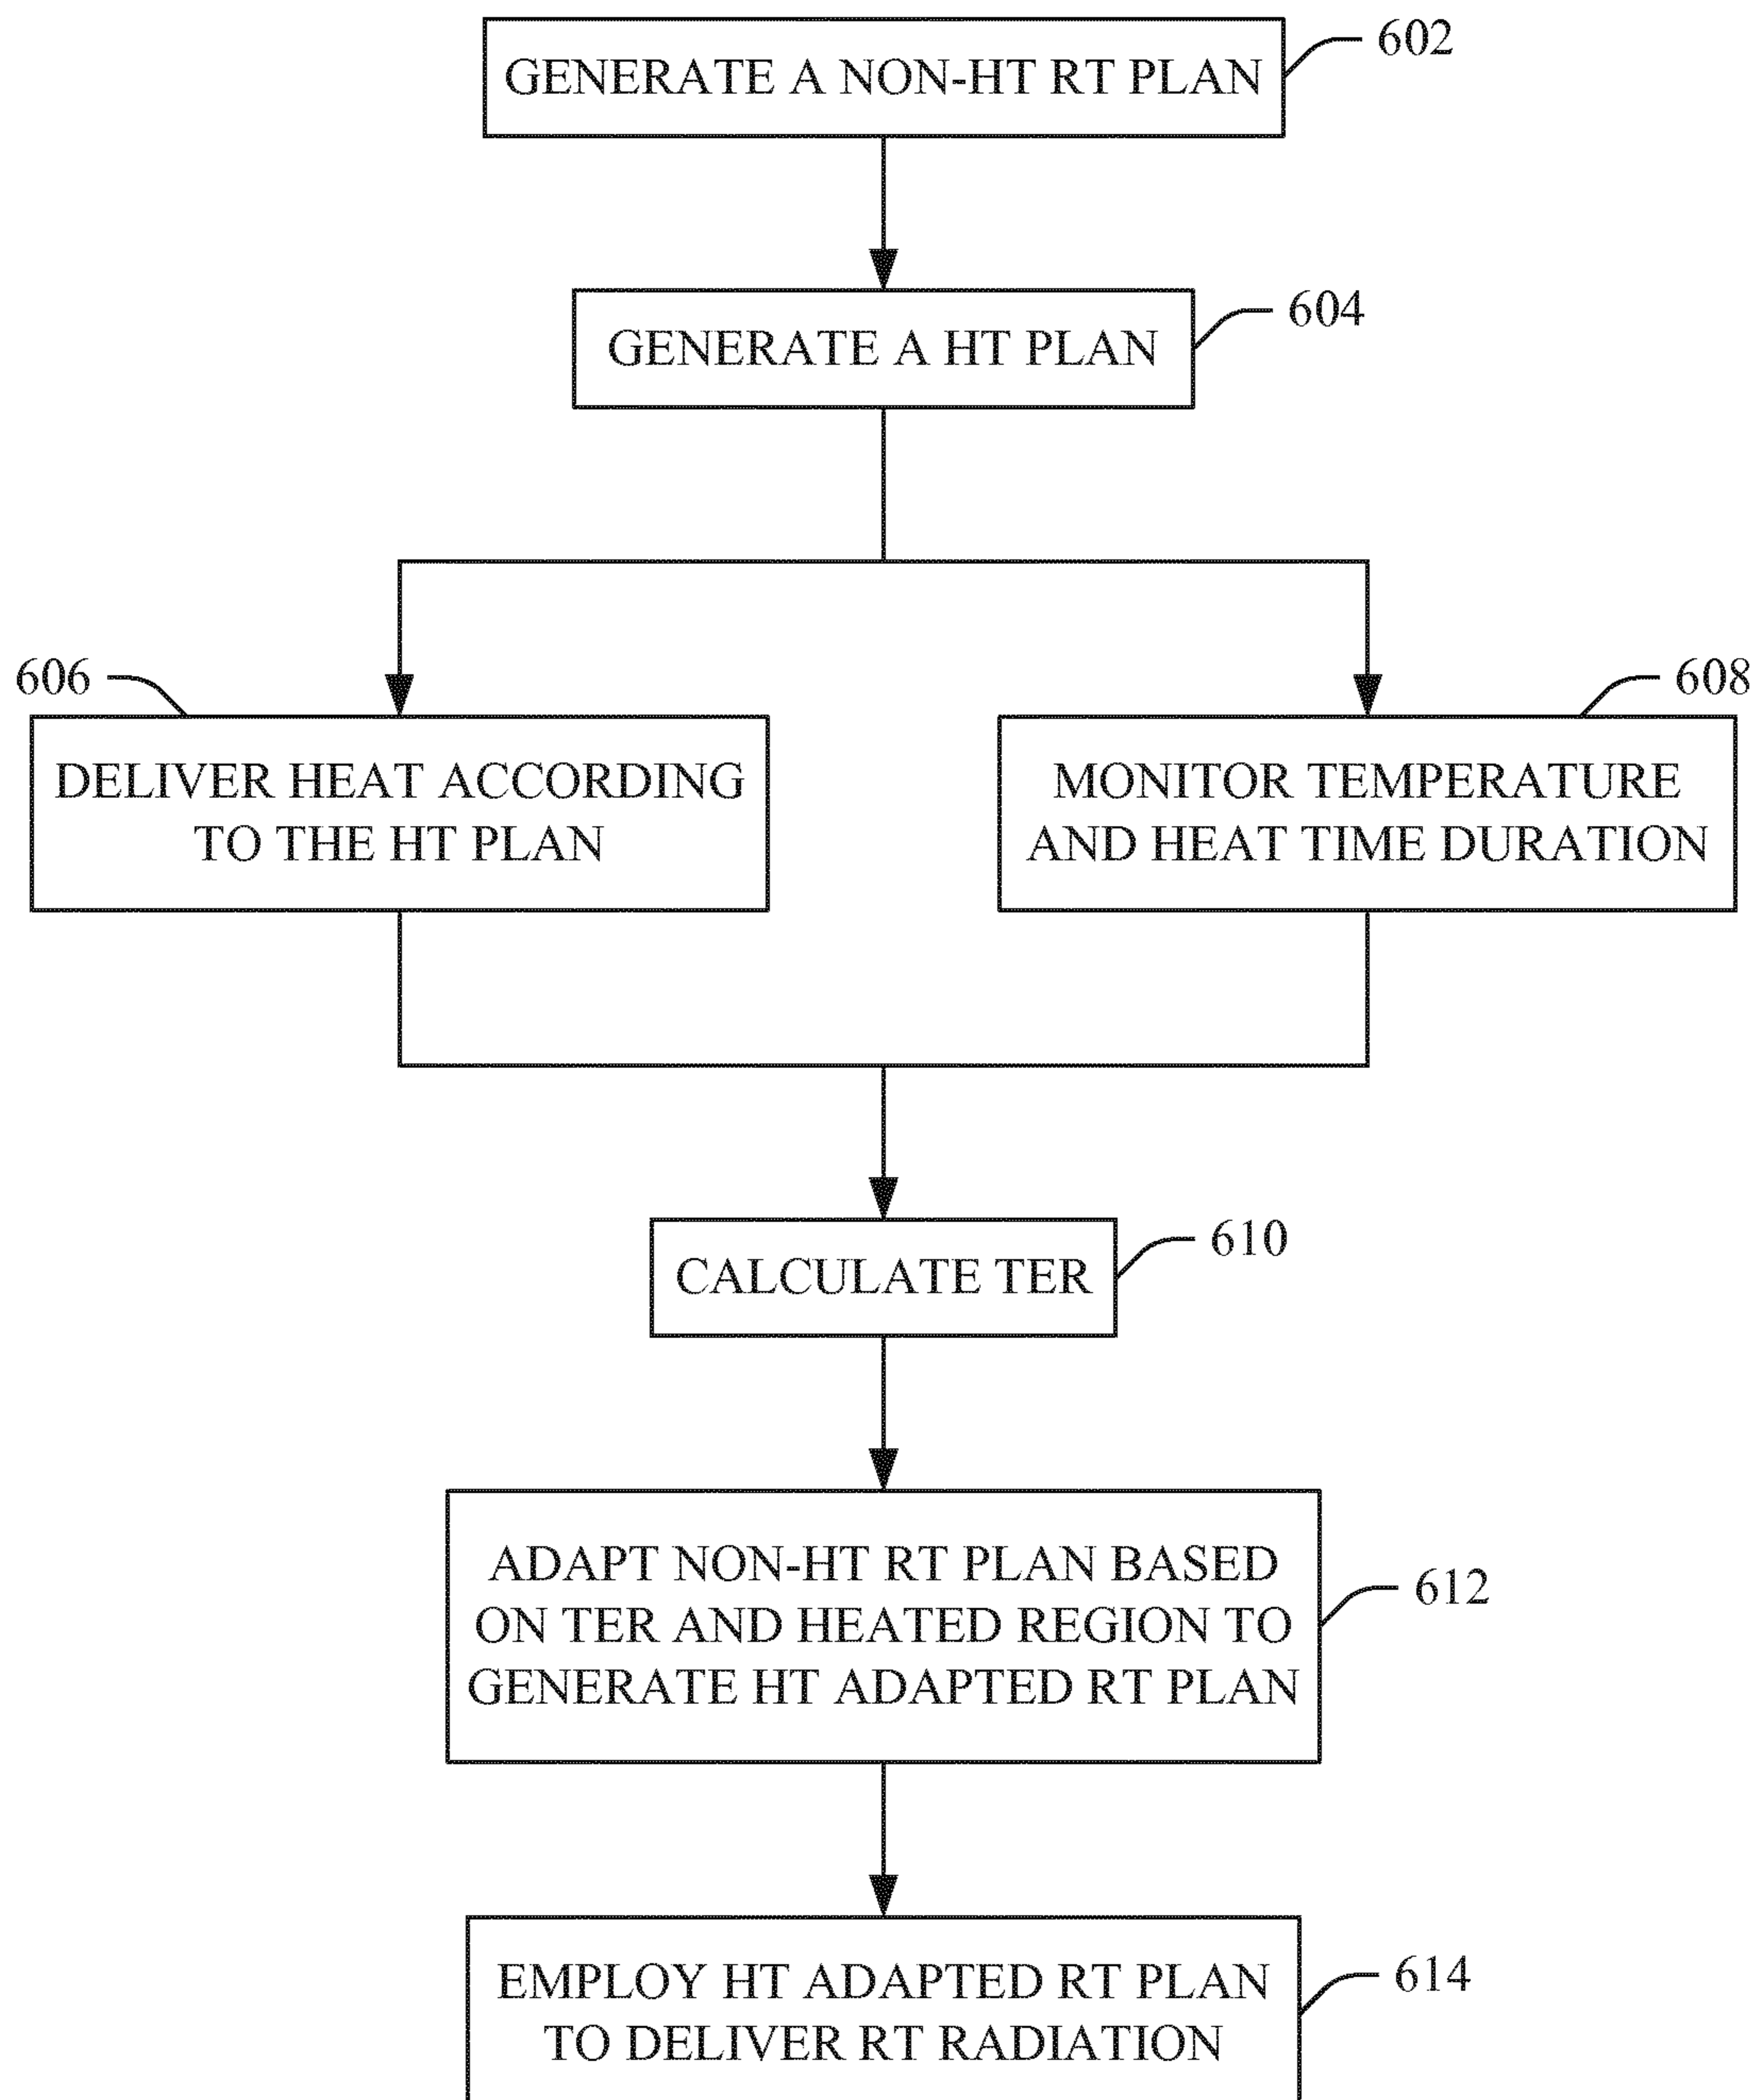 602
GENERATE A NON-HT RT PLAN
604
GENERATE A HT PLAN
606
DELIVER HEAT ACCORDING
TO THE HT PLAN
608
MONITOR TEMPERATURE
AND HEAT TIME DURATION
610
CALCULATE TER
612
ADAPT NON-HT RT PLAN BASED
ON TER AND HEATED REGION TO
GENERATE HT ADAPTED RT PLAN
614
EMPLOY HT ADAPTED RT PLAN
TO DELIVER RT RADIATION